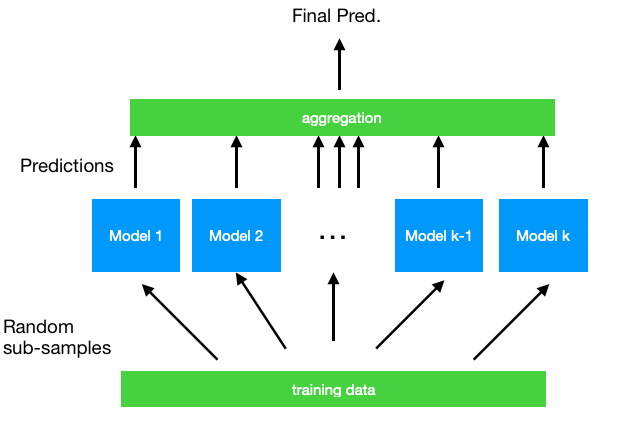 Final Pred.
aggregation
Predictions
Model 1
Model 2
...
Model k-1
Model k
Random
sub-samples
training data